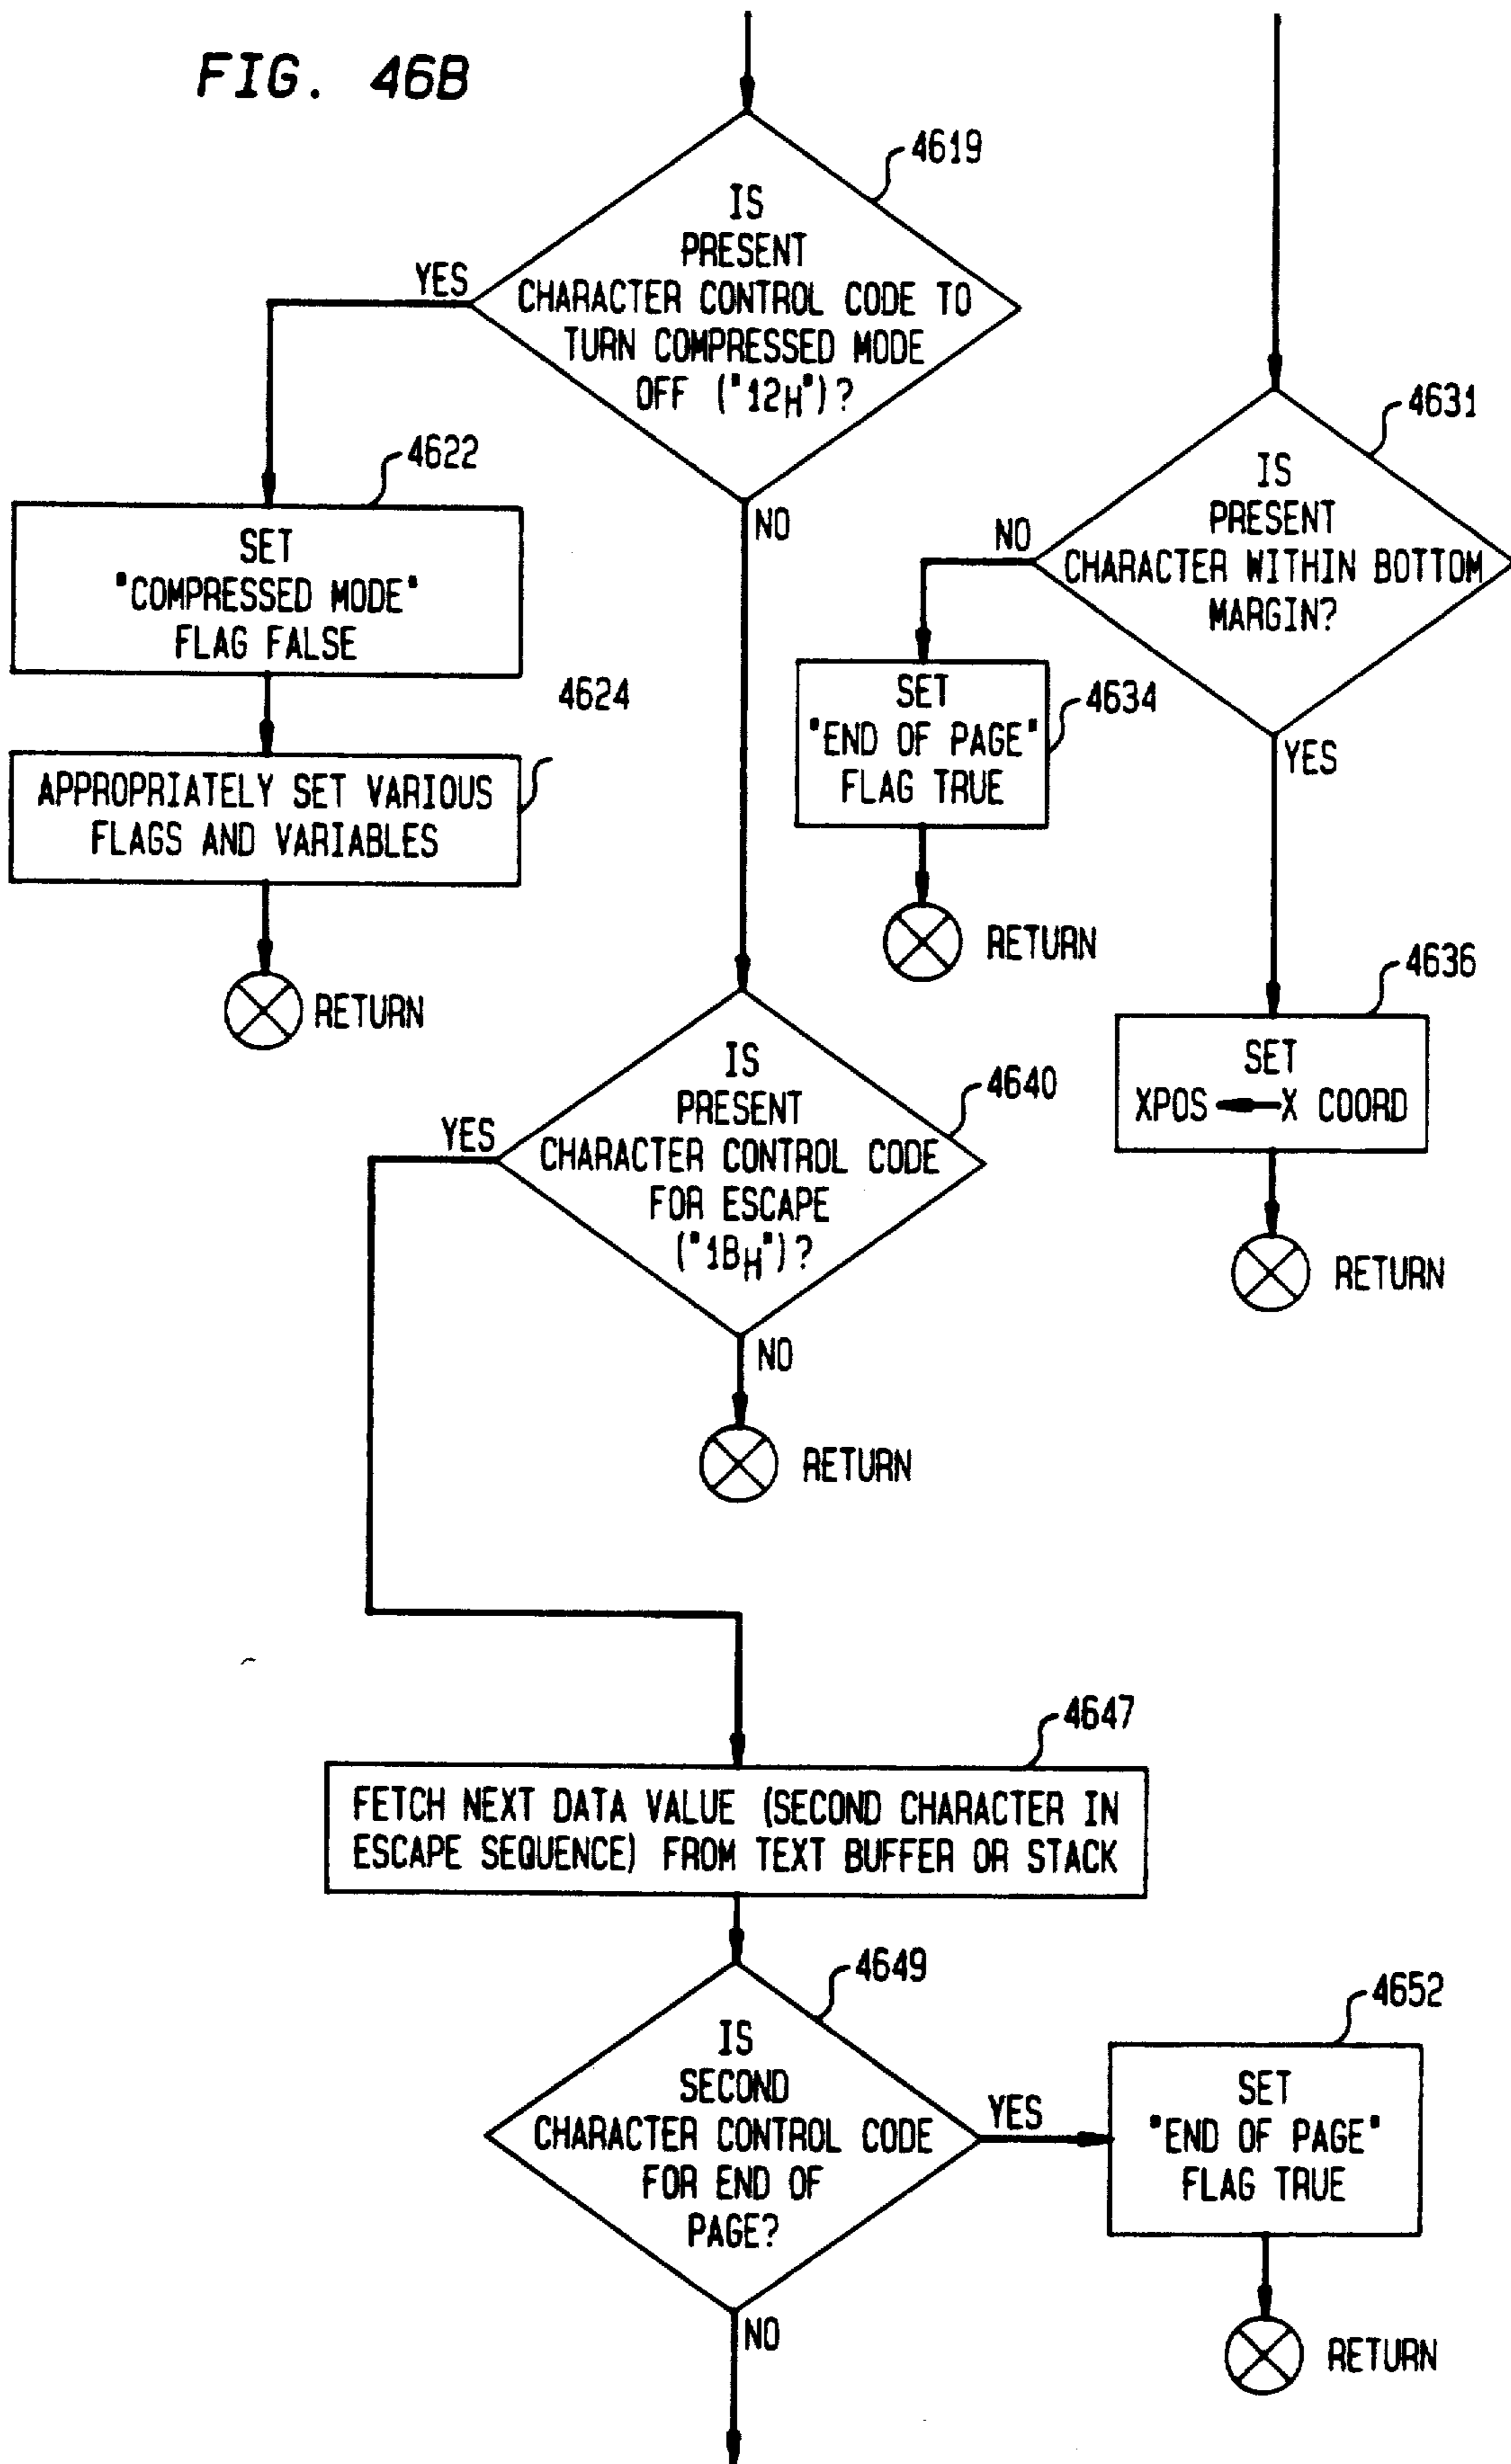 FIG. 46B
4619
IS
PRESENT
CHARACTER CONTROL CODE TO
TURN COMPRESSED MODE
OFF ("12H")?
YES
NO
4622
SET
"COMPRESSED MODE"
FLAG FALSE
4624
APPROPRIATELY SET VARIOUS
FLAGS AND VARIABLES
RETURN
4631
IS
PRESENT
CHARACTER WITHIN BOTTOM
MARGIN?
NO
YES
4634
SET
"END OF PAGE"
FLAG TRUE
RETURN
4636
SET
XPOS ← X COORD
RETURN
4640
IS
PRESENT
CHARACTER CONTROL CODE
FOR ESCAPE
("1BH")?
YES
NO
RETURN
4647
FETCH NEXT DATA VALUE (SECOND CHARACTER IN
ESCAPE SEQUENCE) FROM TEXT BUFFER OR STACK
4649
IS
SECOND
CHARACTER CONTROL CODE
FOR END OF
PAGE?
YES
NO
4652
SET
"END OF PAGE"
FLAG TRUE
RETURN